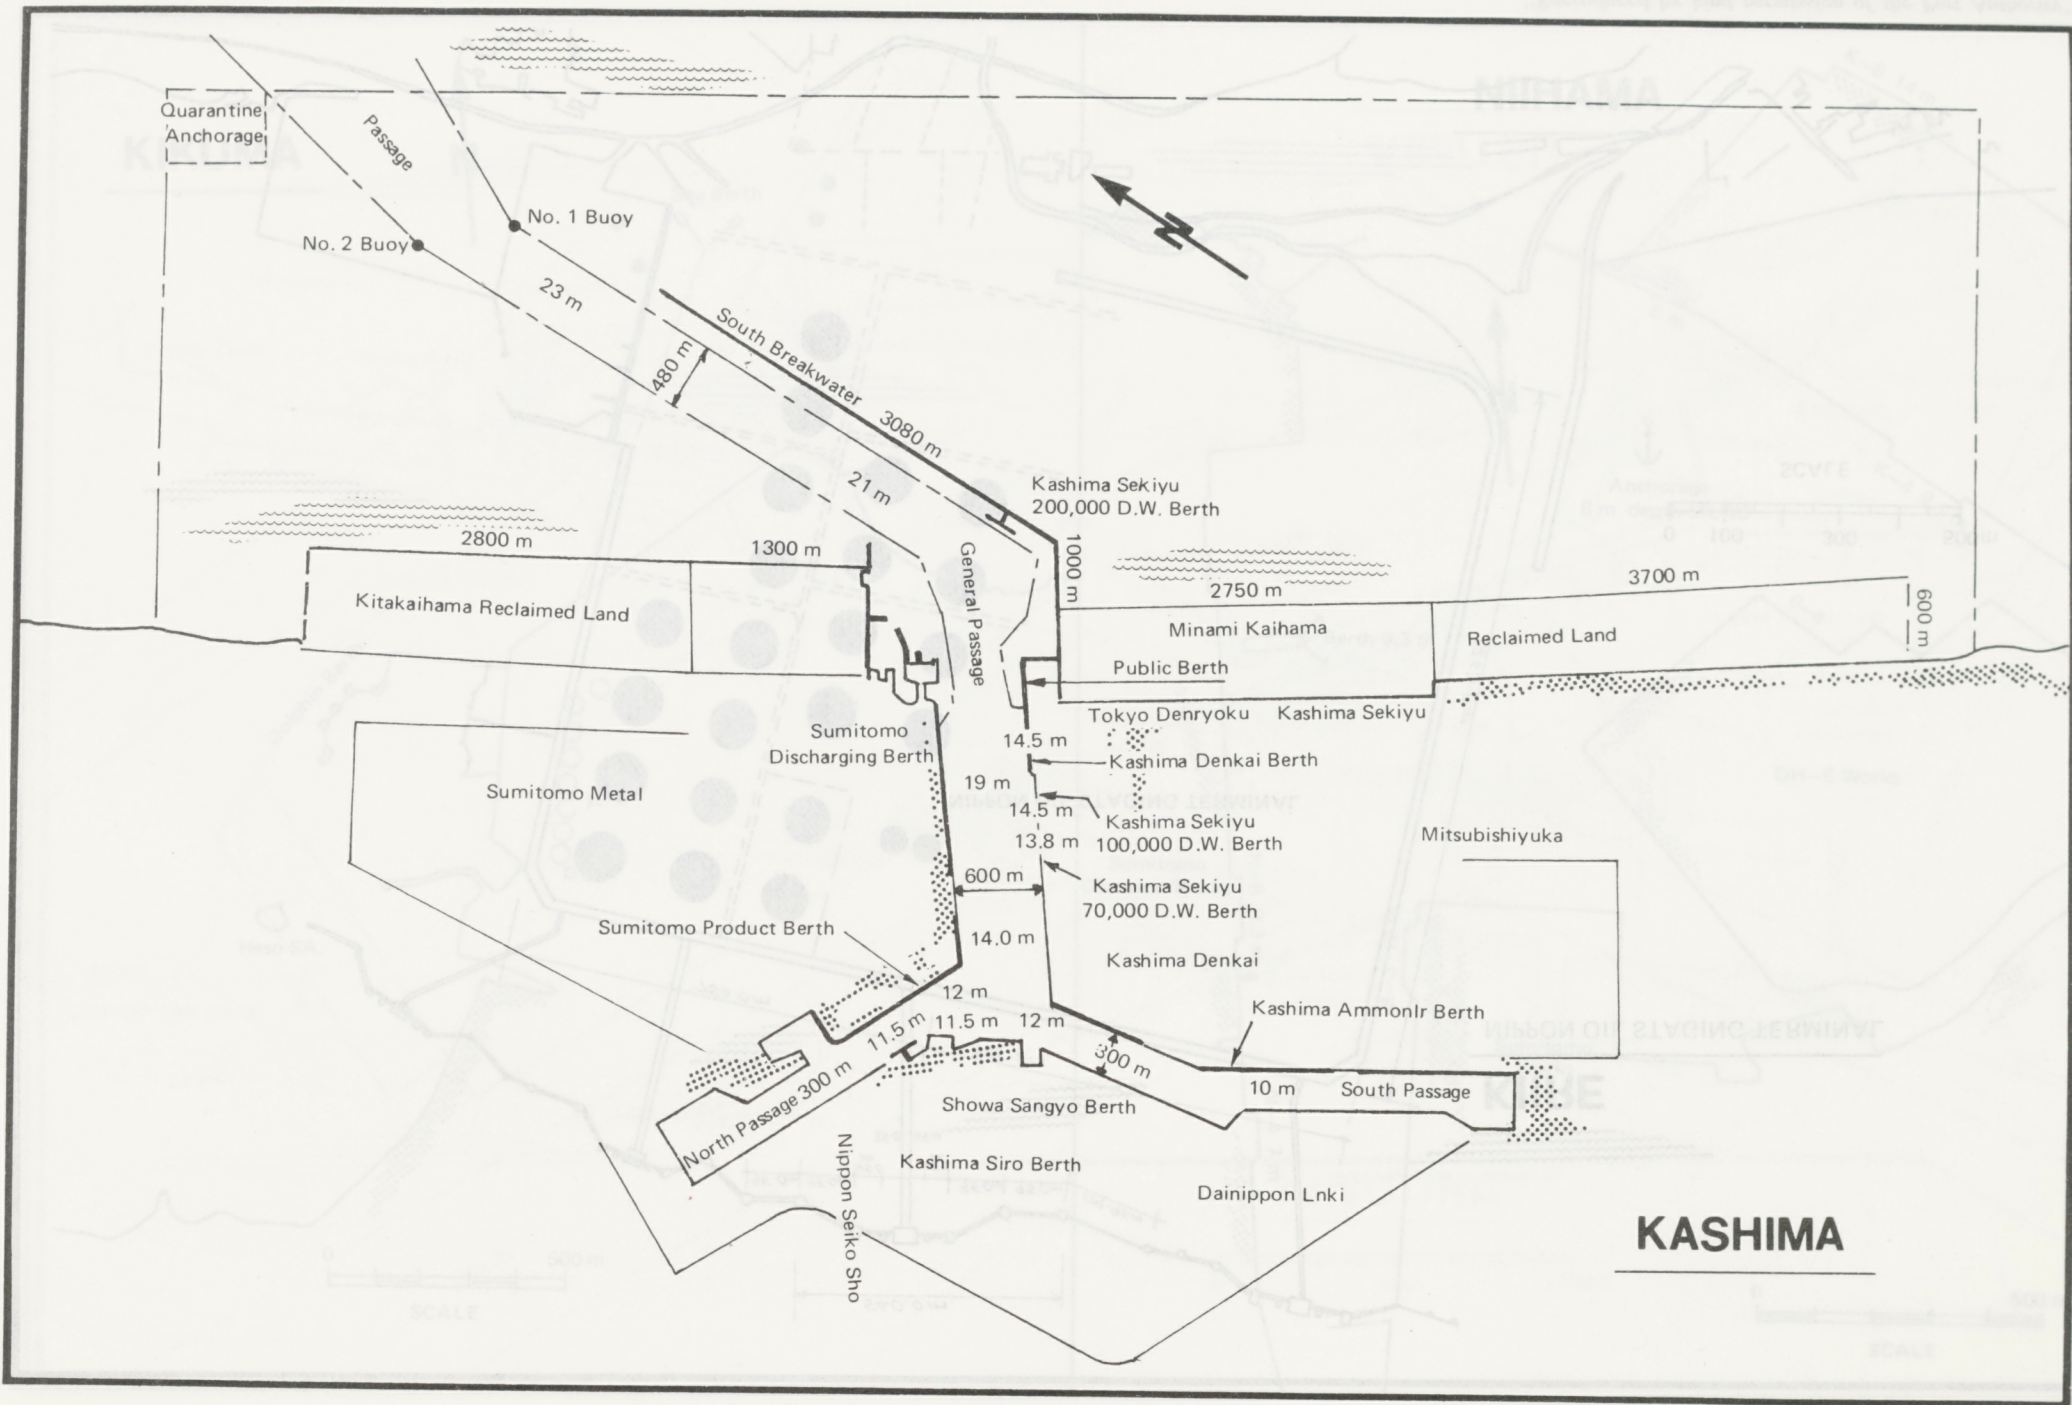 Quarantine
Anchorage
Passage
No. 1 Buoy
No. 2 Buoy
23 m
South Breakwater
480 m
3080 m
21 m
Kashima Sekiyu
200,000 D.W. Berth
2800 m
1300 m
General Passage
1000 m
2750 m
3700 m
600 m
Kitakaihama Reclaimed Land
Minami Kaihama
Reclaimed Land
Public Berth
Tokyo Denryoku
Kashima Sekiyu
Sumitomo
Discharging Berth
14.5 m
Kashima Denkai Berth
Sumitomo Metal
19 m
14.5 m
Kashima Sekiyu
100,000 D.W. Berth
13.8 m
Mitsubishiyuka
600 m
Kashima Sekiyu
70,000 D.W. Berth
Sumitomo Product Berth
14.0 m
Kashima Denkai
12 m
11.5 m
11.5 m
12 m
Kashima AmmonIr Berth
300 m
North Passage 300 m
10 m
South Passage
Showa Sangyo Berth
Nippon Seiko Sho
Kashima Siro Berth
Dainippon Lnki
KASHIMA
N